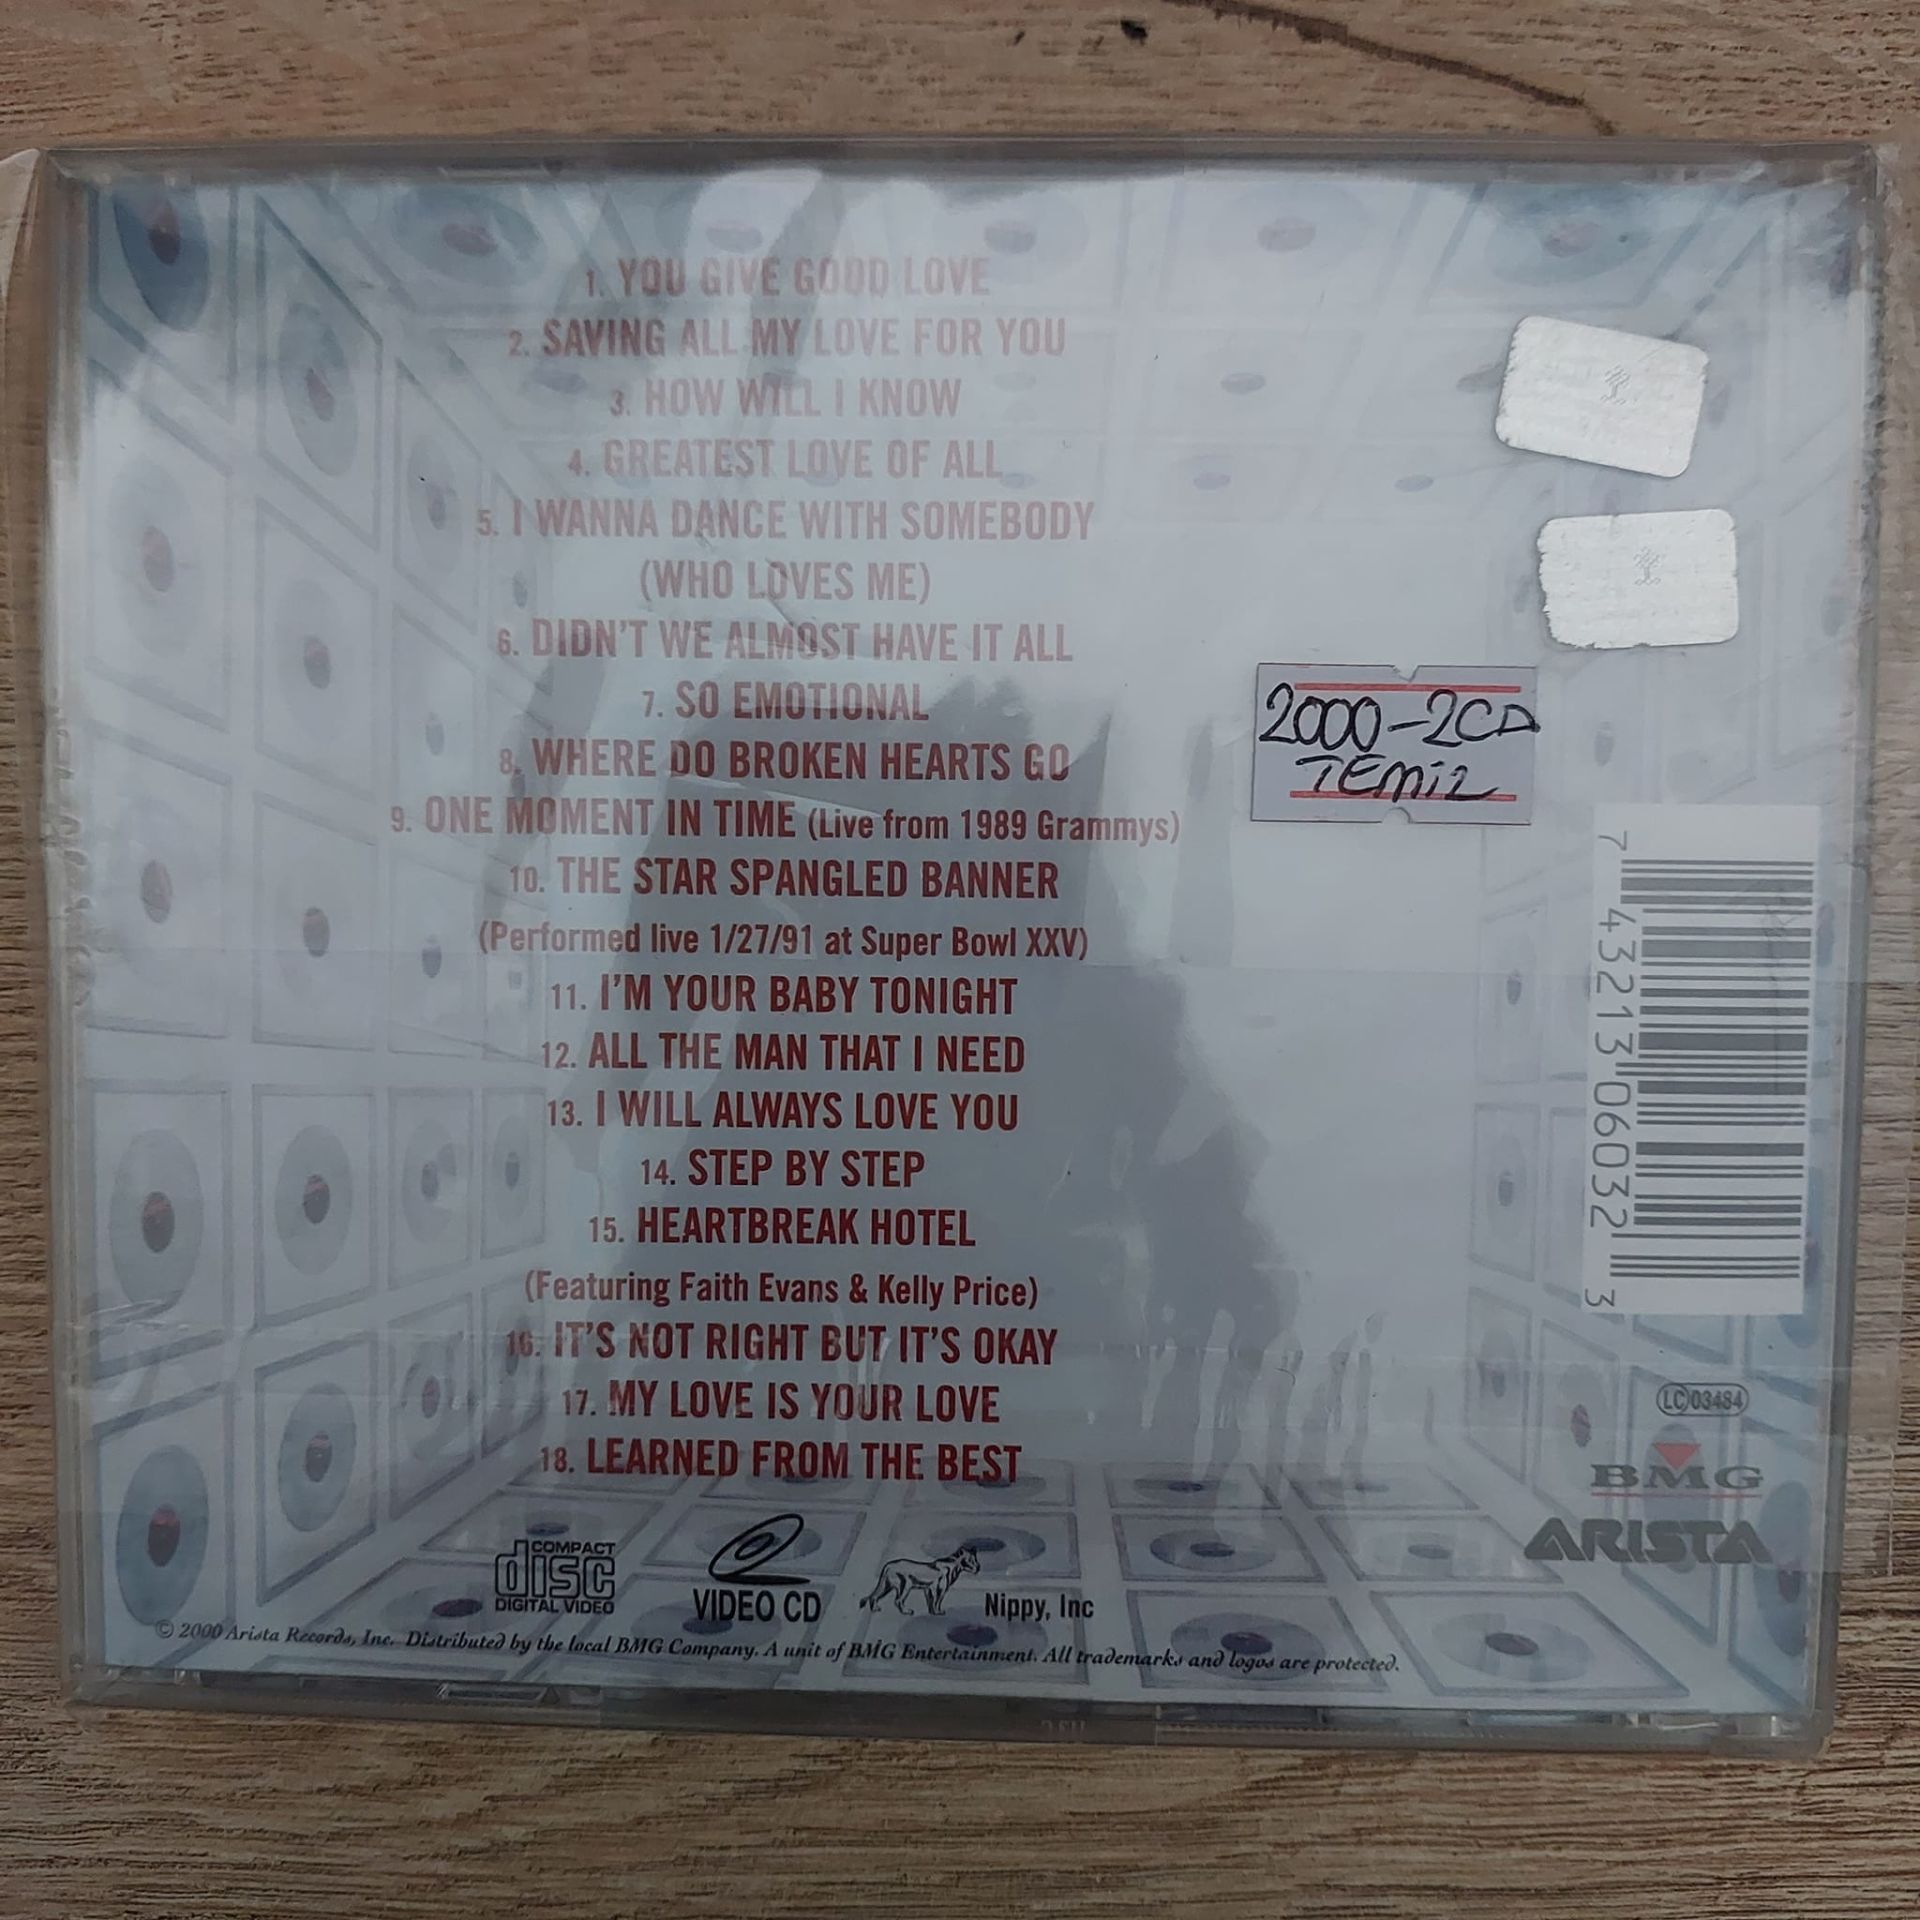 1. YOU GIVE GOOD LOVE
2. SAVING ALL MY LOVE FOR YOU
3. HOW WILL I KNOW
4. GREATEST LOVE OF ALL
5. I WANNA DANCE WITH SOMEBODY
(WHO LOVES ME)
6. DIDN'T WE ALMOST HAVE IT ALL
7. SO EMOTIONAL
8. WHERE DO BROKEN HEARTS GO
9. ONE MOMENT IN TIME (Live from 1989 Grammys)
10. THE STAR SPANGLED BANNER
(Performed live 1/27/91 at Super Bowl XXV)
11. I'M YOUR BABY TONIGHT
12. ALL THE MAN THAT I NEED
13. I WILL ALWAYS LOVE YOU
14. STEP BY STEP
15. HEARTBREAK HOTEL
(Featuring Faith Evans & Kelly Price)
16. IT'S NOT RIGHT BUT IT'S OKAY
17. MY LOVE IS YOUR LOVE
18. LEARNED FROM THE BEST
2000-2CD
TEMİZ
7 43213 06032 3
LC 03484
BMG
ARISTA
COMPACT
disc
DIGITAL VIDEO
VIDEO CD
Nippy, Inc
© 2000 Arista Records, Inc. Distributed by the local BMG Company. A unit of BMG Entertainment. All trademarks and logos are protected.